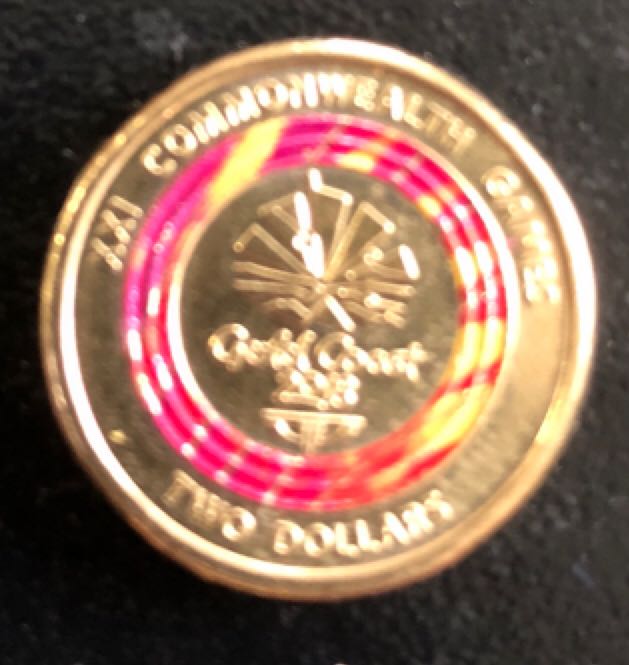 XXI COMMONWEALTH GAMES
Gold Coast
2018
TWO DOLLARS